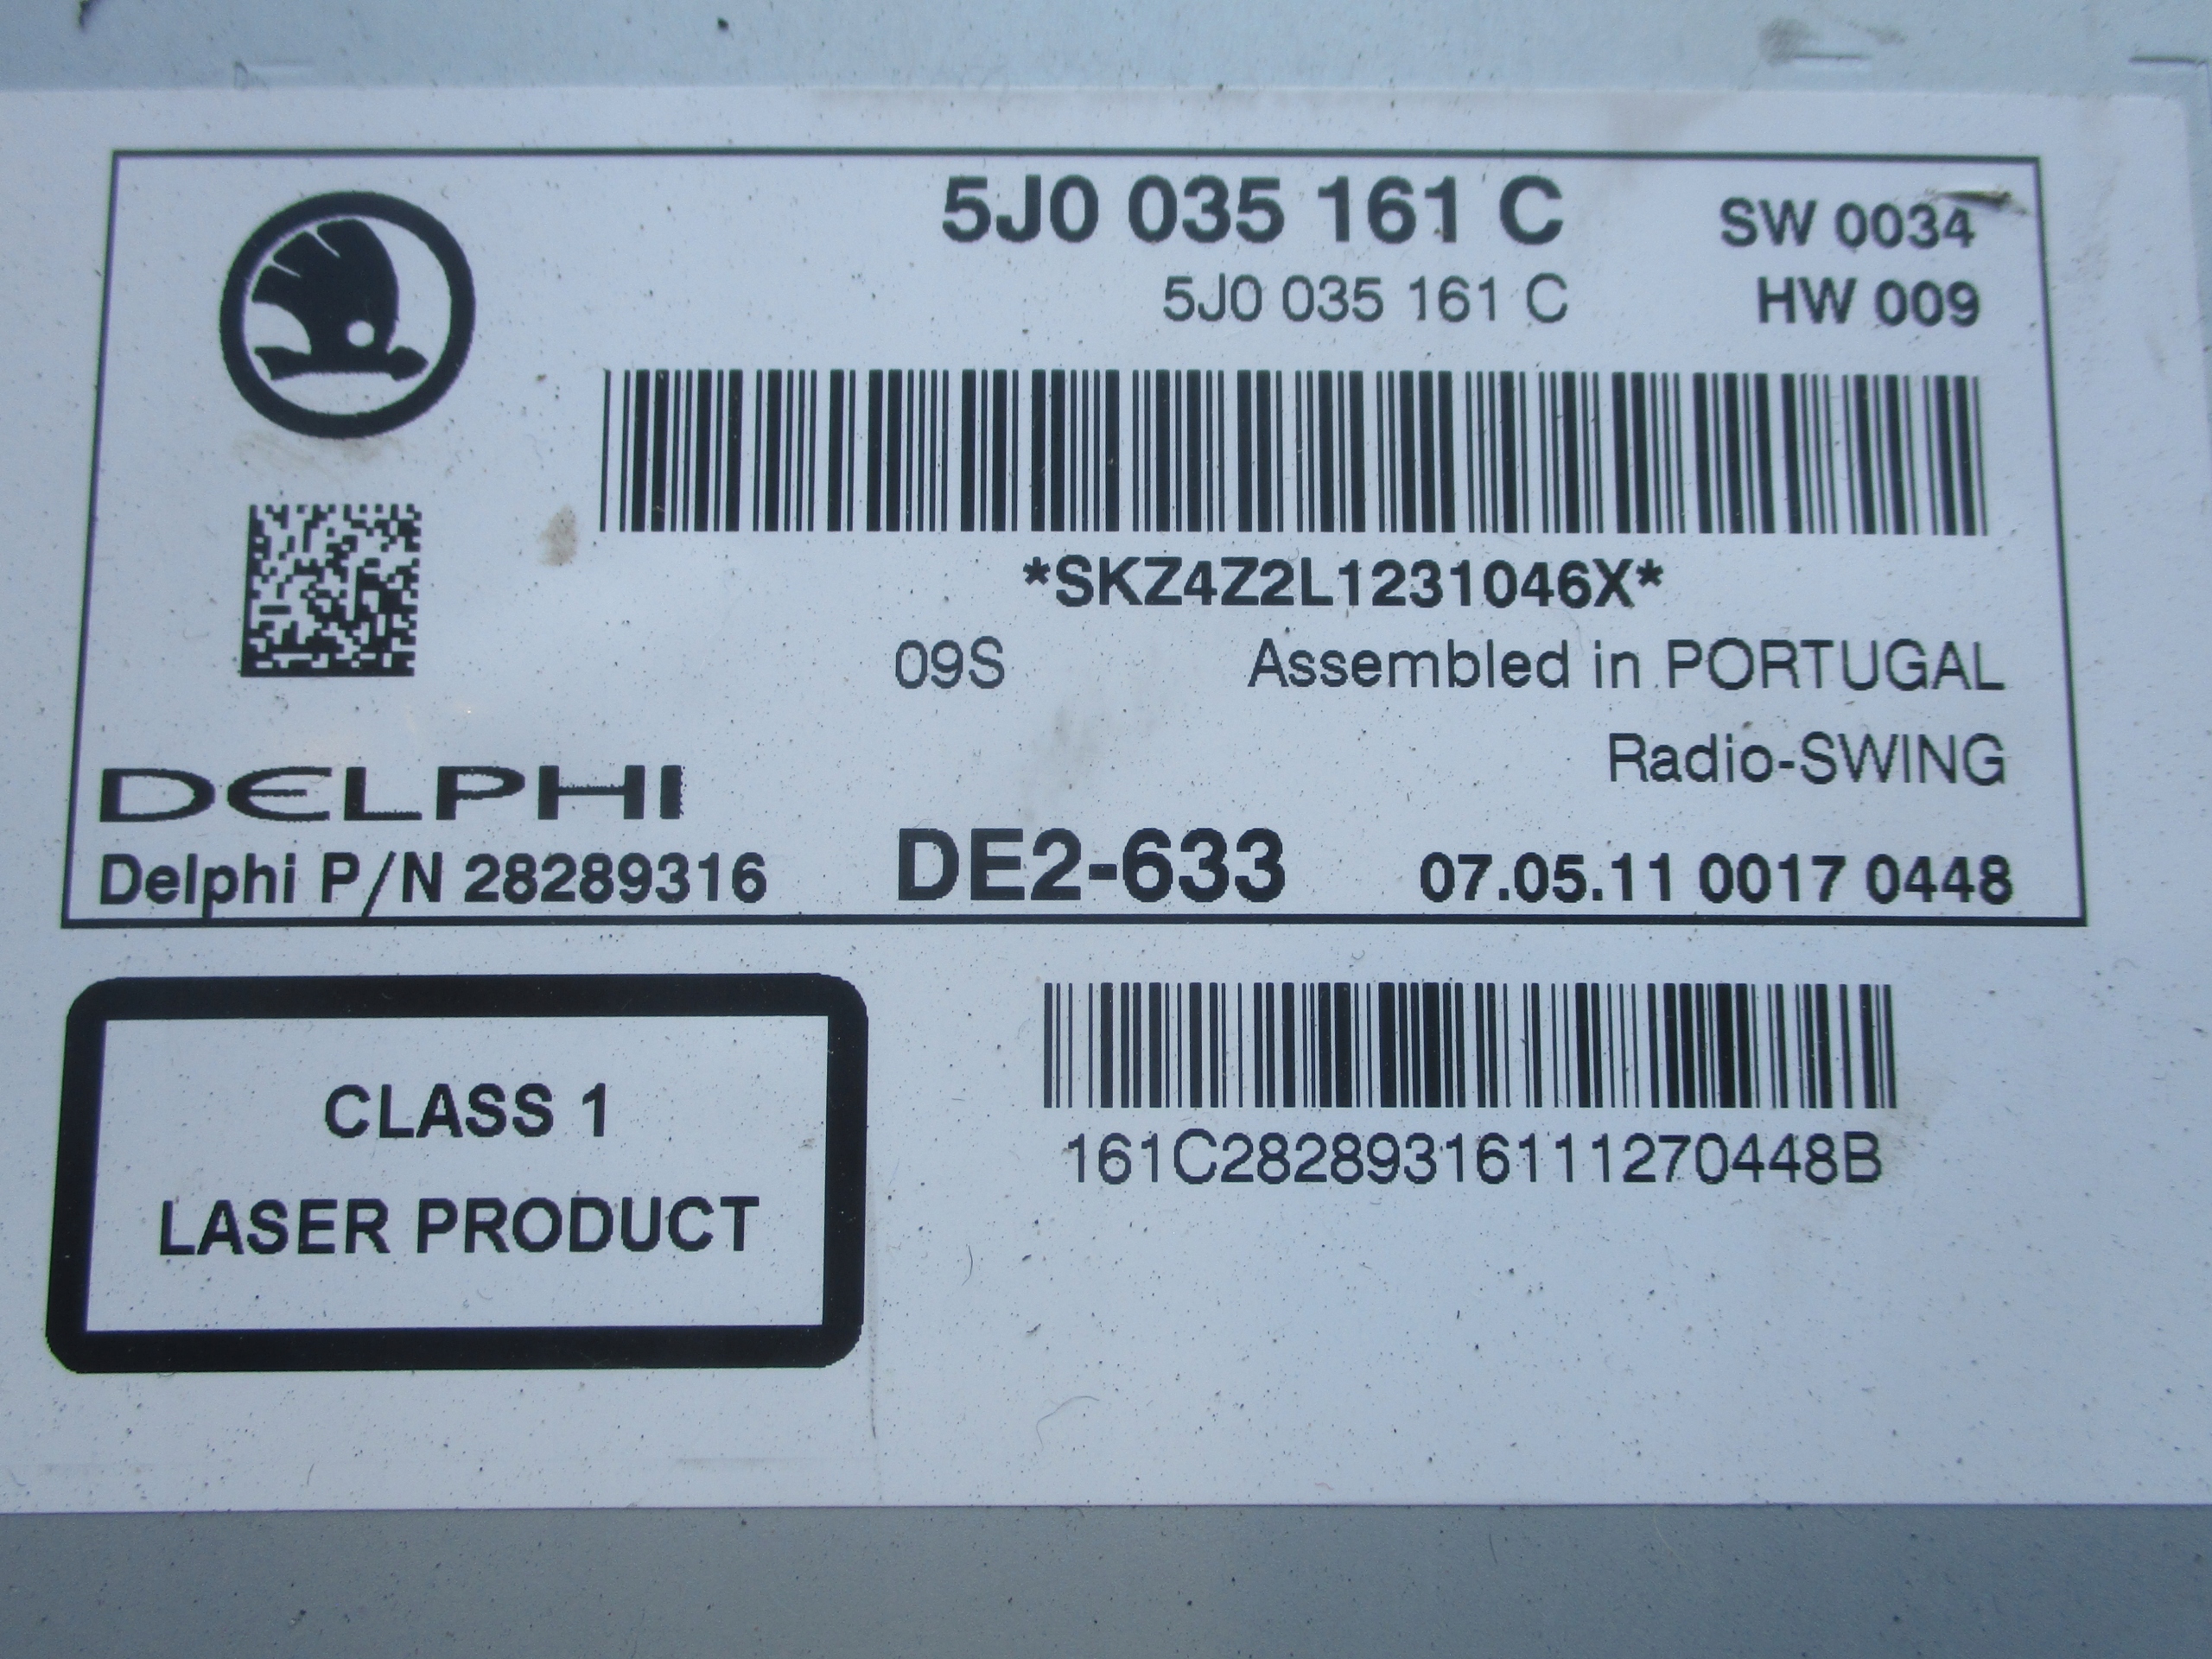 5J0 035 161 C
SW 0034
5J0 035 161 C
HW 009
*SKZ4Z2L1231046X*
09S
Assembled in PORTUGAL
Radio-SWING
DELPHI
Delphi P/N 28289316
DE2-633
07.05.11 0017 0448
CLASS 1
LASER PRODUCT
161C28289316111270448B